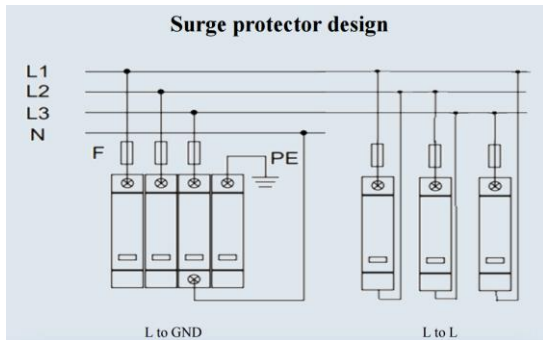 Surge protector design
L1
L2
L3
N
F
PE
L to GND
L to L